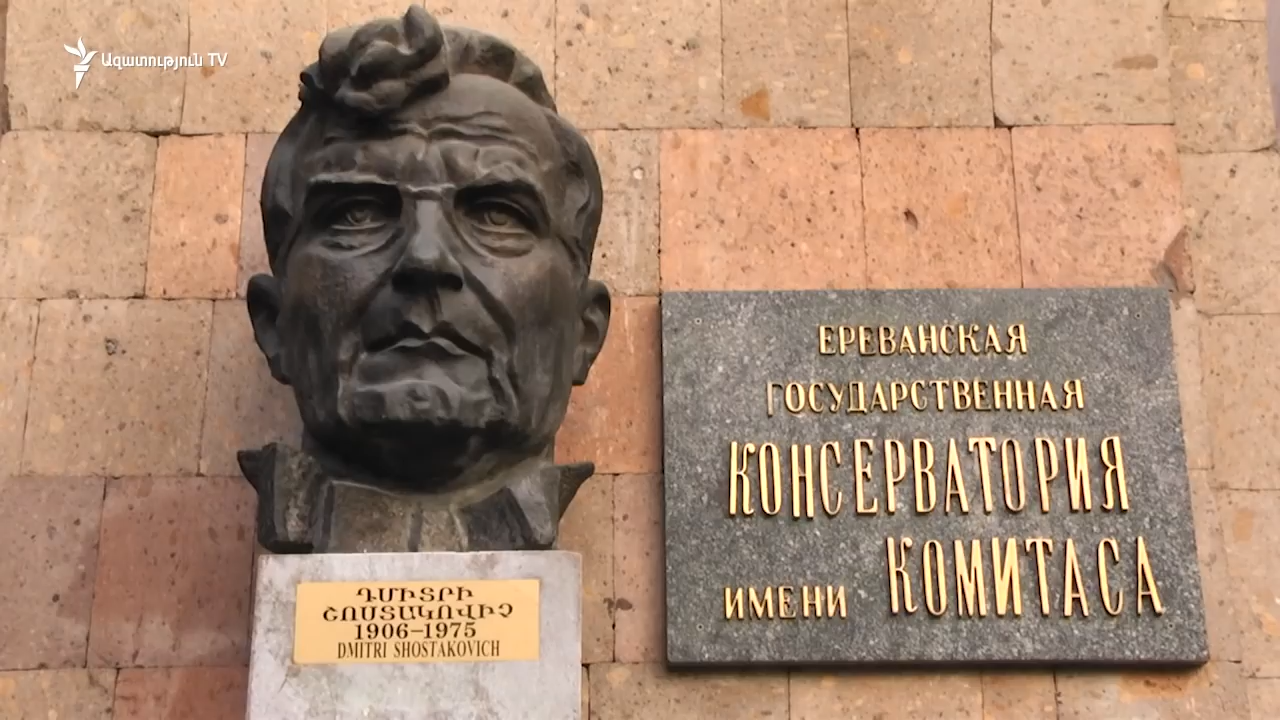 Ազատություն TV
ԴՄԻՏՐԻ
ՇՈՍՏԱԿՈՎԻՉ
1906–1975
DMITRI SHOSTAKOVICH
ЕРЕВАНСКАЯ
ГОСУДАРСТВЕННАЯ
КОНСЕРВАТОРИЯ
ИМЕНИ КОМИТАСА